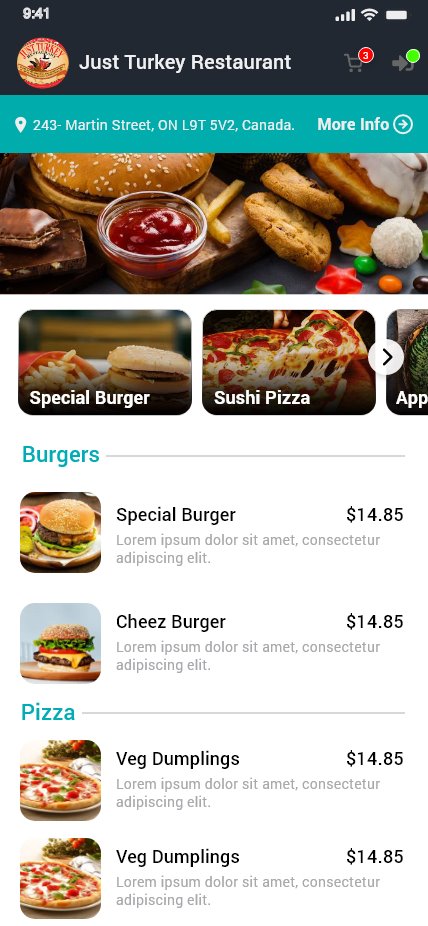 9:41
JUST TURKEY
Just Turkey Restaurant
3
243- Martin Street, ON L9T 5V2, Canada.
More Info
Special Burger
Sushi Pizza
App
Burgers
Special Burger
$14.85
Lorem ipsum dolor sit amet, consectetur
adipiscing elit.
Cheez Burger
$14.85
Lorem ipsum dolor sit amet, consectetur
adipiscing elit.
Pizza
Veg Dumplings
$14.85
Lorem ipsum dolor sit amet, consectetur
adipiscing elit.
Veg Dumplings
$14.85
Lorem ipsum dolor sit amet, consectetur
adipiscing elit.